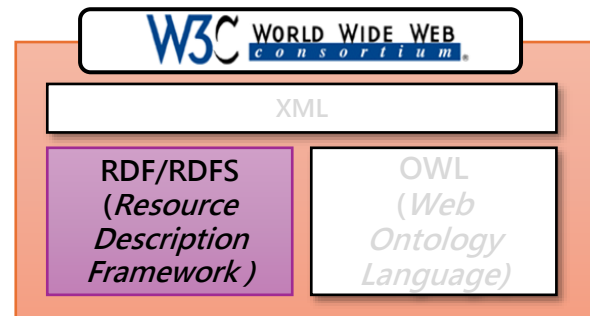 W3C WORLD WIDE WEB
consortium.
XML
RDF/RDFS
(Resource
Description
Framework )
OWL
(Web
Ontology
Language)